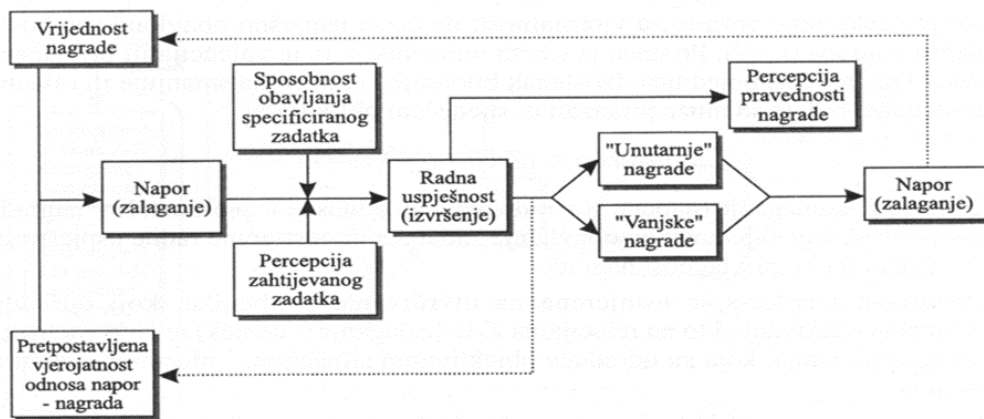 Vrijednost
nagrade
Sposobnost
obavljanja
specificiranog
zadatka
Percepcija
pravednosti
nagrade
Napor
(zalaganje)
Radna
uspješnost
(izvršenje)
"Unutarnje"
nagrade
"Vanjske"
nagrade
Napor
(zalaganje)
Percepcija
zahtijevanog
zadatka
Pretpostavljena
vjerojatnost
odnosa napor
- nagrada